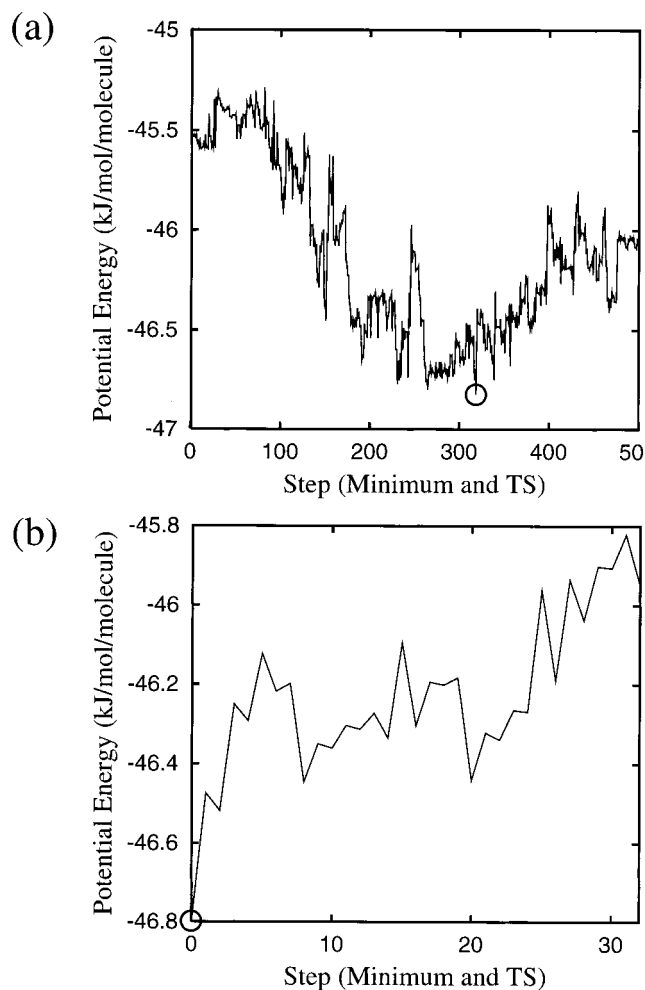 (a)
Potential Energy (kJ/mol/molecule)
-45
-45.5
-46
-46.5
-47
0 100 200 300 400 50
Step (Minimum and TS)
(b)
Potential Energy (kJ/mol/molecule)
-45.8
-46
-46.2
-46.4
-46.6
-46.8
0 10 20 30
Step (Minimum and TS)